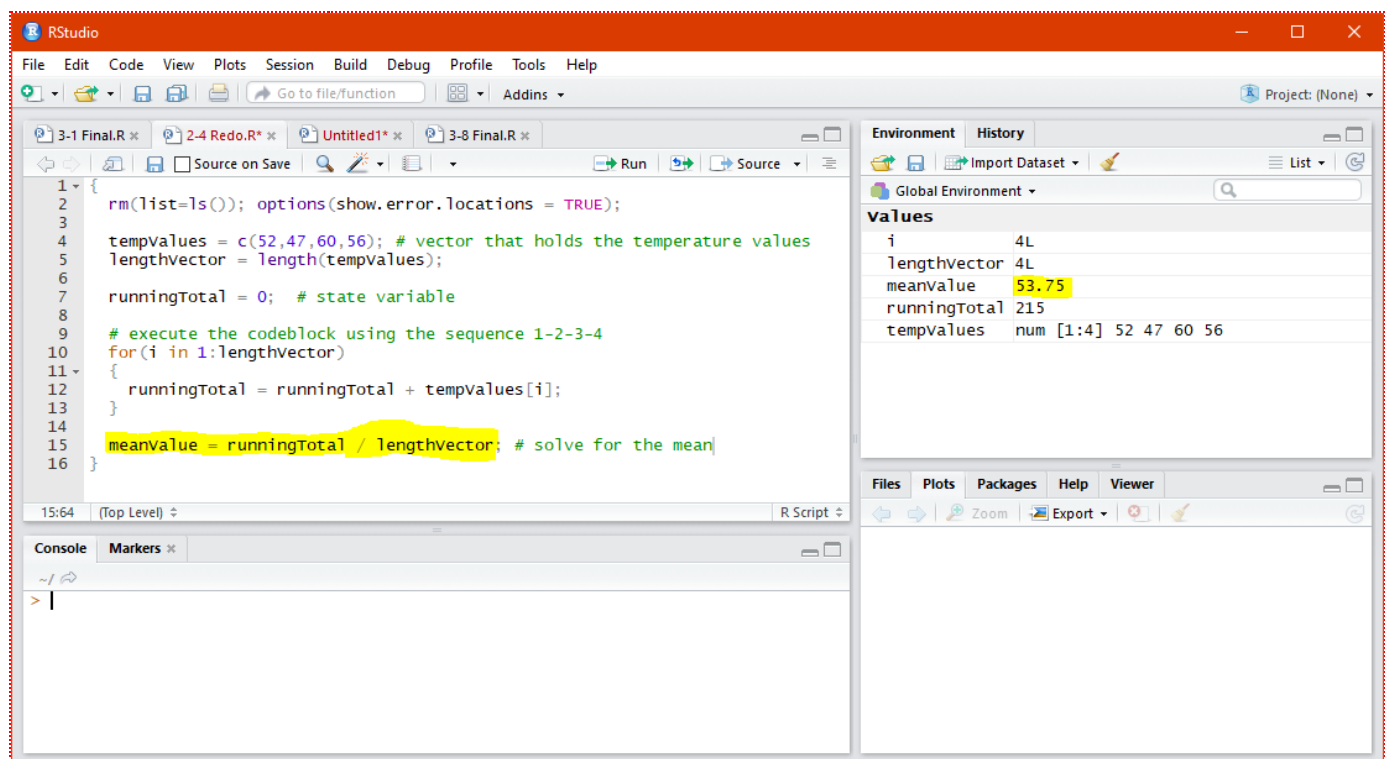 RStudio
File Edit Code View Plots Session Build Debug Profile Tools Help
Go to file/function Addins Project: (None)
3-1 Final.R 2-4 Redo.R* Untitled1* 3-8 Final.R
Source on Save Run Source
1 {
2 rm(list=ls()); options(show.error.locations = TRUE);
3
4 tempValues = c(52,47,60,56); # vector that holds the temperature values
5 lengthVector = length(tempValues);
6
7 runningTotal = 0; # state variable
8
9 # execute the codeblock using the sequence 1-2-3-4
10 for(i in 1:lengthVector)
11 {
12 runningTotal = runningTotal + tempValues[i];
13 }
14
15 meanValue = runningTotal / lengthVector; # solve for the mean
16 }
15:64 (Top Level) R Script
Console Markers
~/
>
Environment History
Import Dataset List
Global Environment
Values
i 4L
lengthVector 4L
meanValue 53.75
runningTotal 215
tempValues num [1:4] 52 47 60 56
Files Plots Packages Help Viewer
Zoom Export